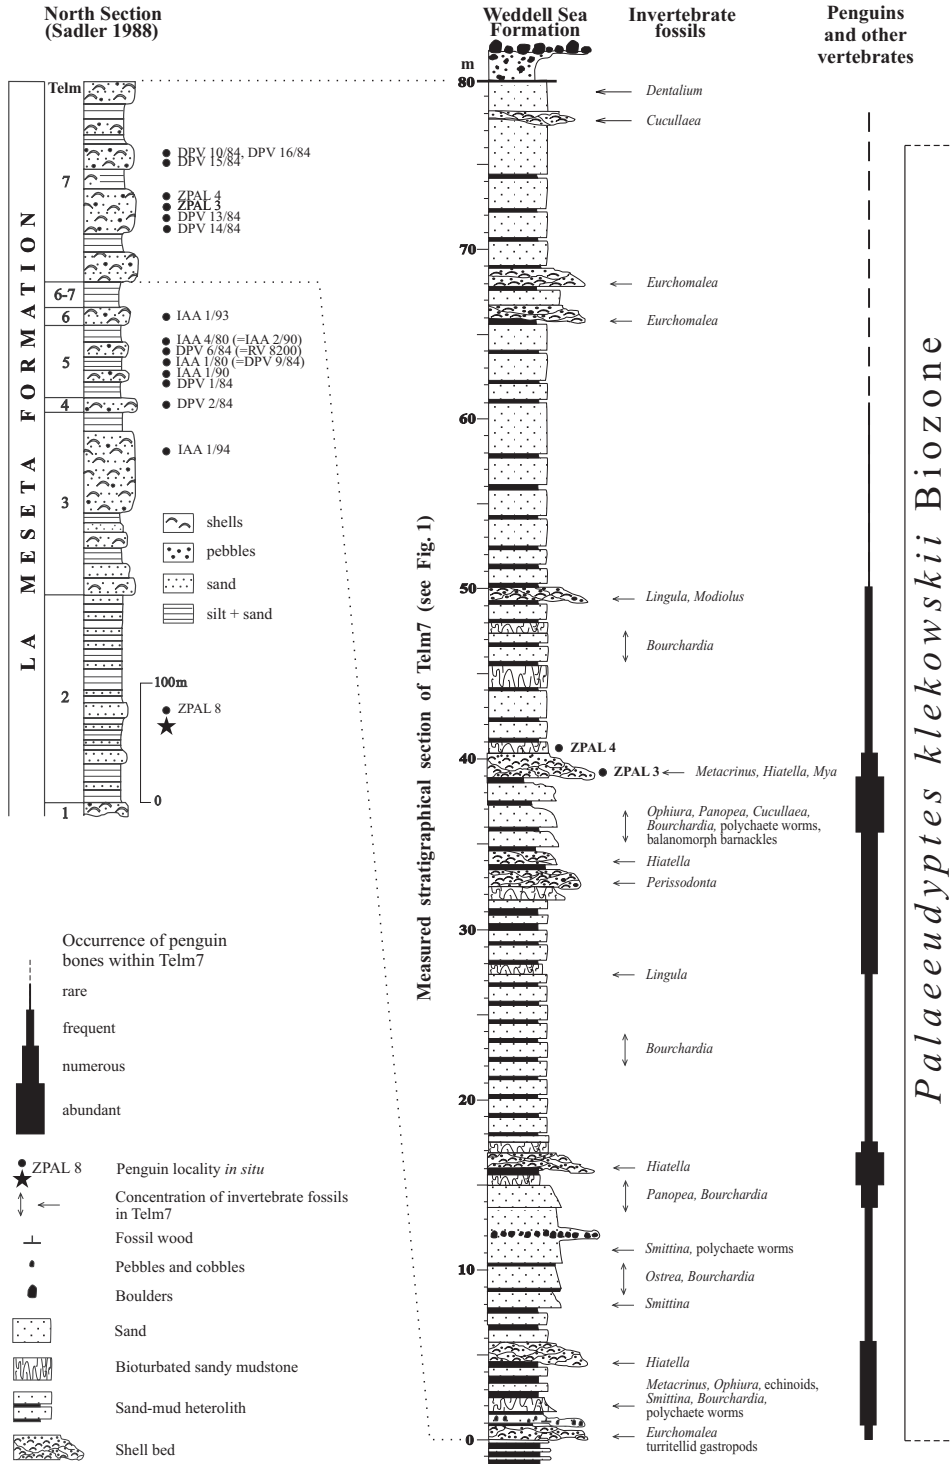 North Section
(Sadler 1988)
Weddell Sea
Formation
Invertebrate
fossils
Penguins
and other
vertebrates
LA MESETA FORMATION
Telm
7
6-7
6
5
4
3
2
1
DPV 10/84, DPV 16/84
DPV 15/84
ZPAL 4
ZPAL 3
DPV 13/84
DPV 14/84
IAA 1/93
IAA 4/80 (=IAA 2/90)
DPV 6/84 (=RV 8200)
IAA 1/80 (=DPV 9/84)
IAA 1/90
DPV 1/84
DPV 2/84
IAA 1/94
shells
pebbles
sand
silt + sand
100m
ZPAL 8
0
Occurrence of penguin
bones within Telm7
rare
frequent
numerous
abundant
ZPAL 8
Penguin locality in situ
Concentration of invertebrate fossils
in Telm7
Fossil wood
Pebbles and cobbles
Boulders
Sand
Bioturbated sandy mudstone
Sand-mud heterolith
Shell bed
Measured stratigraphical section of Telm7 (see Fig. 1)
m
80
70
60
50
40
30
20
10
0
ZPAL 4
ZPAL 3
Dentalium
Cucullaea
Eurchomalea
Eurchomalea
Lingula, Modiolus
Bourchardia
Metacrinus, Hiatella, Mya
Ophiura, Panopea, Cucullaea,
Bourchardia, polychaete worms,
balanomorph barnackles
Hiatella
Perissodonta
Lingula
Bourchardia
Hiatella
Panopea, Bourchardia
Smittina, polychaete worms
Ostrea, Bourchardia
Smittina
Hiatella
Metacrinus, Ophiura, echinoids,
Smittina, Bourchardia,
polychaete worms
Eurchomalea
turritellid gastropods
Palaeeudyptes klekowskii Biozone